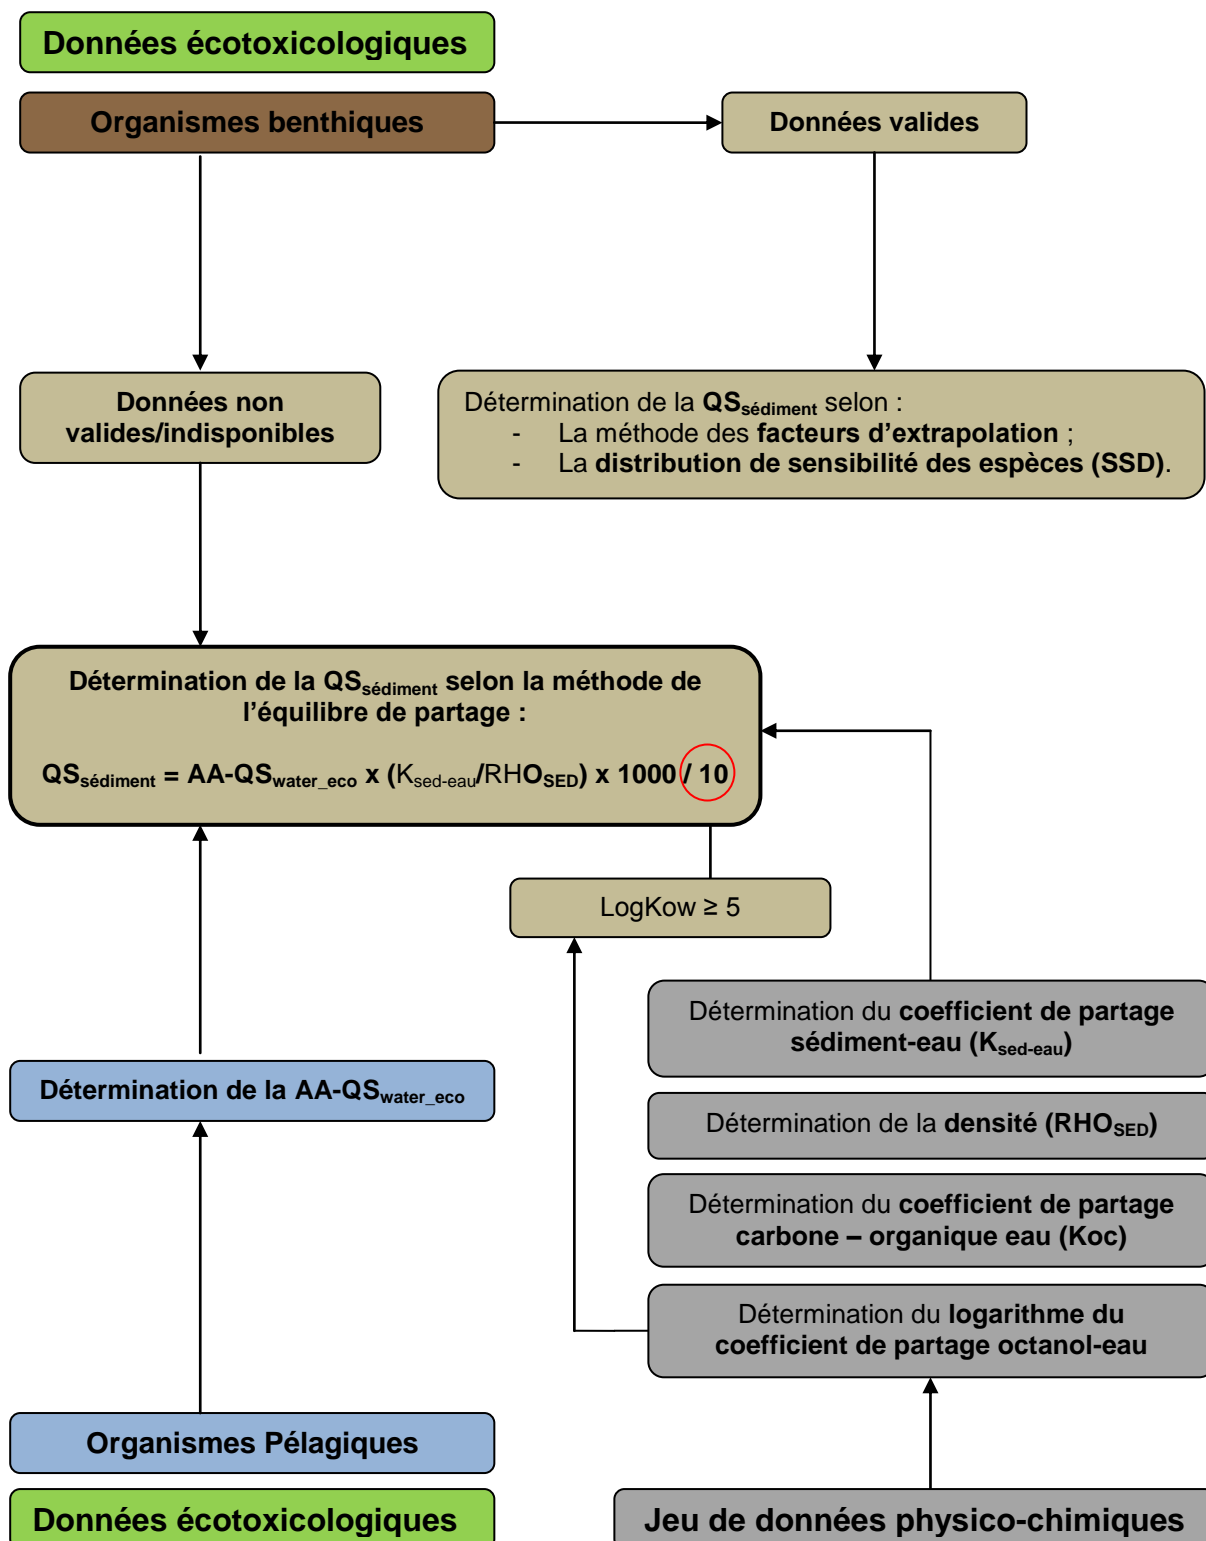 Données écotoxicologiques
Organismes benthiques
Données valides
Données non
valides/indisponibles
Détermination de la QSsédiment selon :
- La méthode des facteurs d’extrapolation ;
- La distribution de sensibilité des espèces (SSD).
Détermination de la QSsédiment selon la méthode de
l’équilibre de partage :
QSsédiment = AA-QSwater_eco x (Ksed-eau/RHOSED) x 1000 / 10
LogKow ≥ 5
Détermination du coefficient de partage
sédiment-eau (Ksed-eau)
Détermination de la AA-QSwater_eco
Détermination de la densité (RHOSED)
Détermination du coefficient de partage
carbone – organique eau (Koc)
Détermination du logarithme du
coefficient de partage octanol-eau
Organismes Pélagiques
Données écotoxicologiques
Jeu de données physico-chimiques